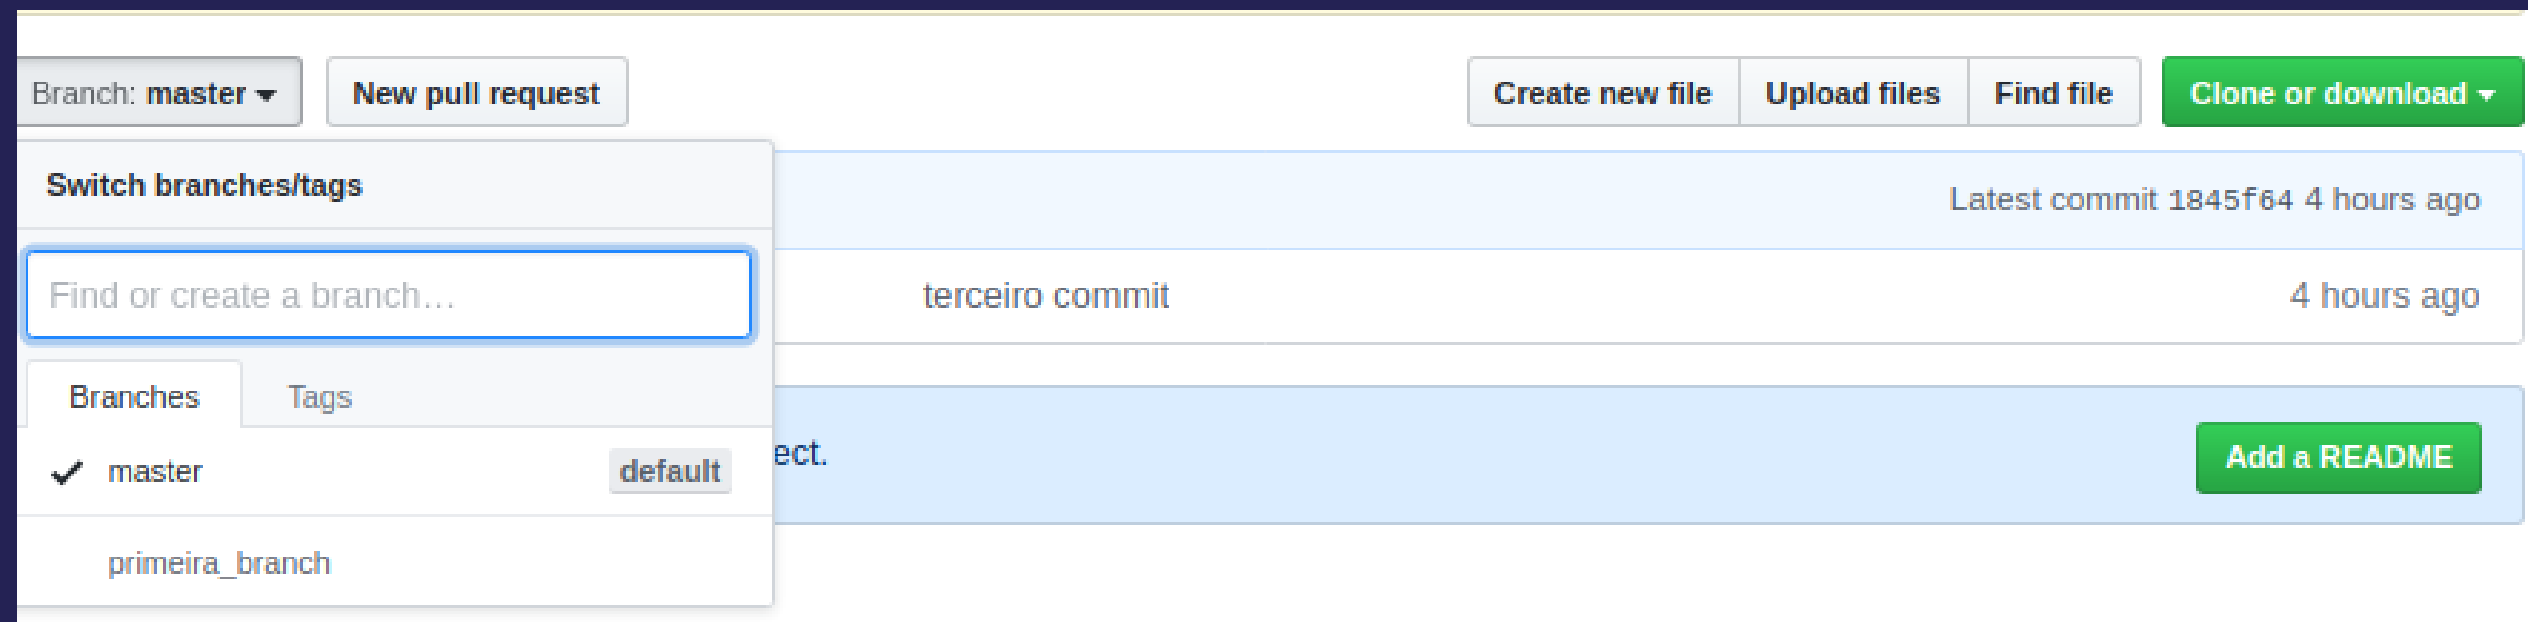 Branch: master
New pull request
Create new file
Upload files
Find file
Clone or download
Switch branches/tags
Latest commit 1845f64 4 hours ago
Find or create a branch...
terceiro commit
4 hours ago
Branches
Tags
ect.
Add a README
master
default
primeira_branch